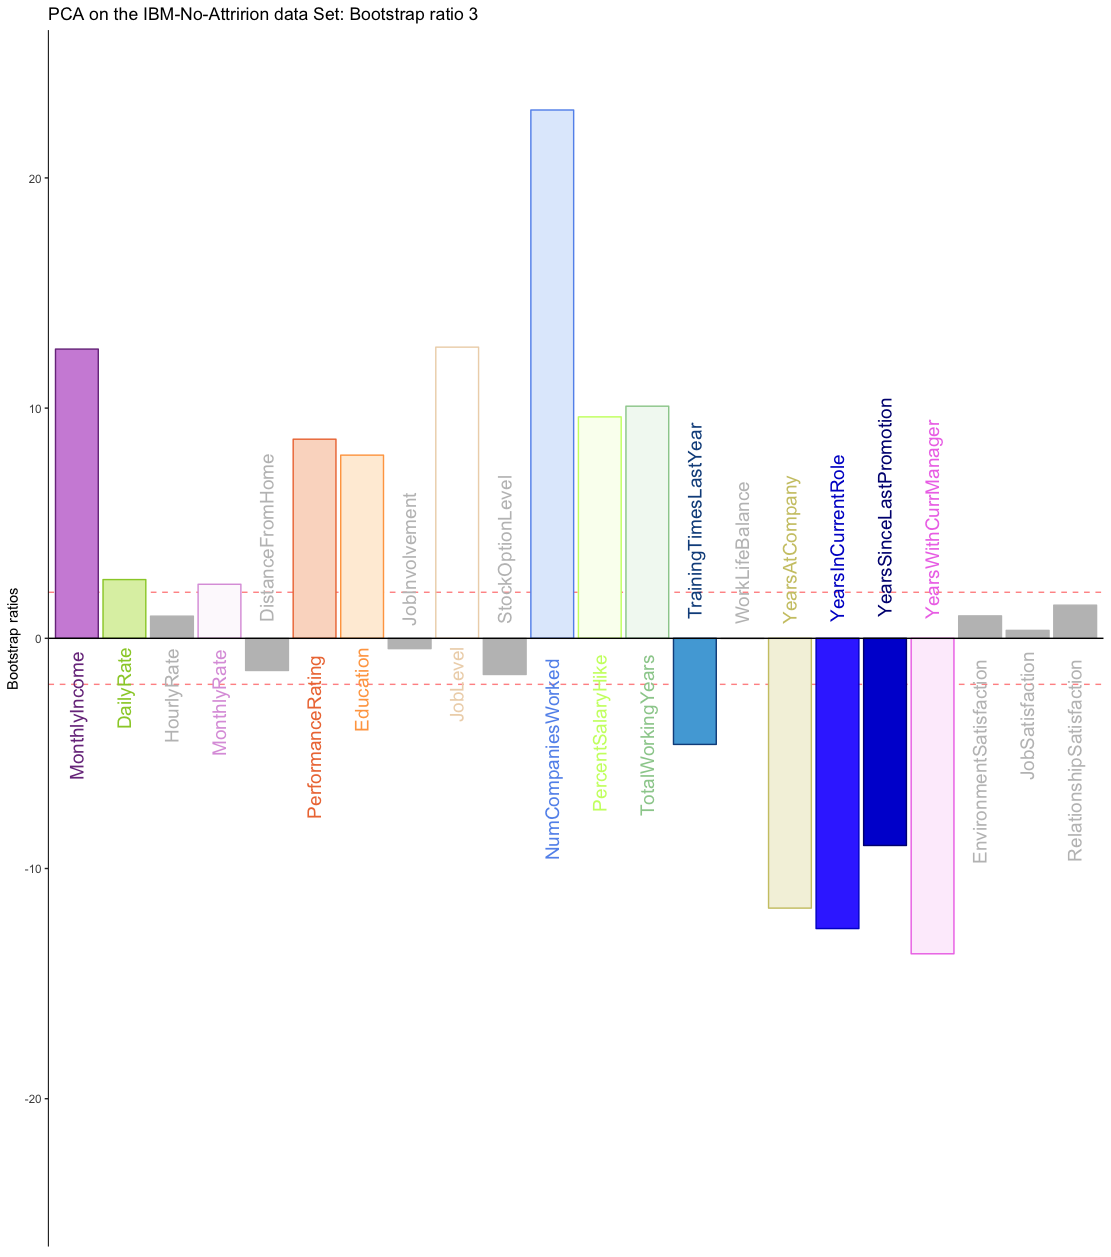 PCA on the IBM-No-Attririon data Set: Bootstrap ratio 3
Bootstrap ratios
20
10
0
-10
-20
MonthlyIncome
DailyRate
HourlyRate
MonthlyRate
DistanceFromHome
PerformanceRating
Education
JobInvolvement
JobLevel
StockOptionLevel
NumCompaniesWorked
PercentSalaryHike
TotalWorkingYears
TrainingTimesLastYear
WorkLifeBalance
YearsAtCompany
YearsInCurrentRole
YearsSinceLastPromotion
YearsWithCurrManager
EnvironmentSatisfaction
JobSatisfaction
RelationshipSatisfaction